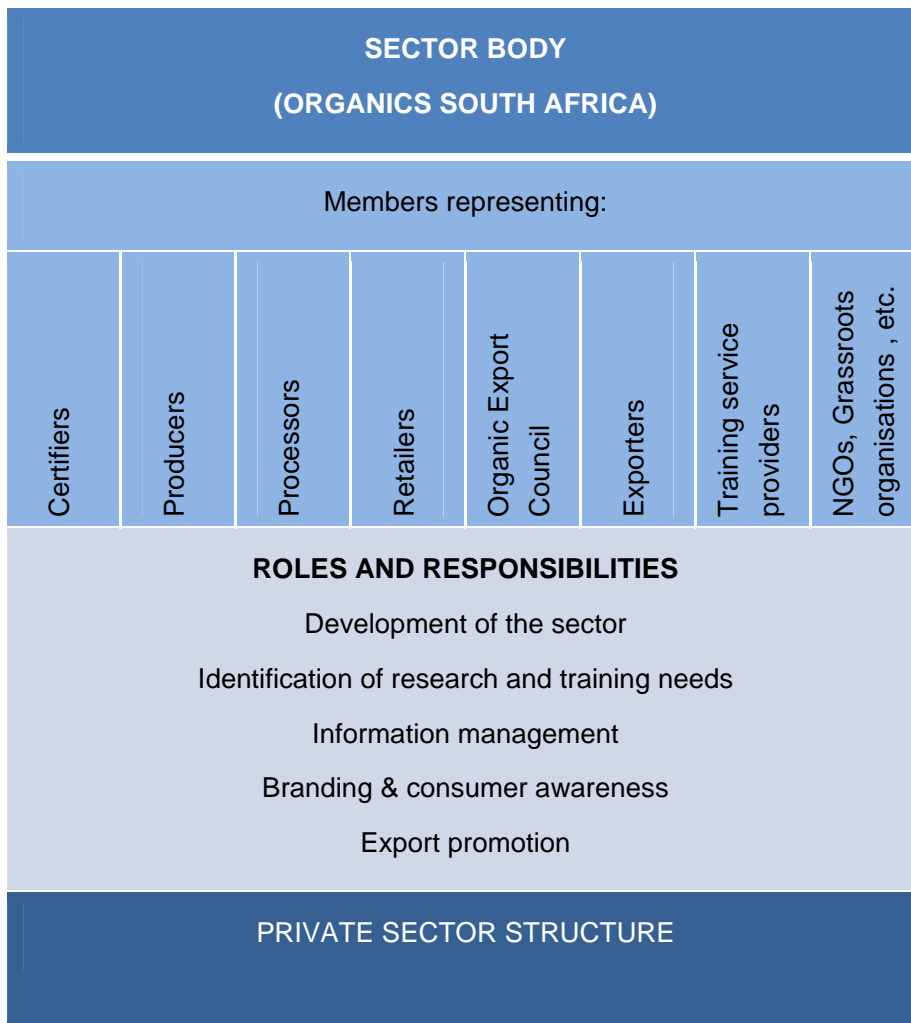 SECTOR BODY
(ORGANICS SOUTH AFRICA)
Members representing:
Certifiers
Producers
Processors
Retailers
Organic Export
Council
Exporters
Training service
providers
NGOs, Grassroots
organisations , etc.
ROLES AND RESPONSIBILITIES
Development of the sector
Identification of research and training needs
Information management
Branding & consumer awareness
Export promotion
PRIVATE SECTOR STRUCTURE